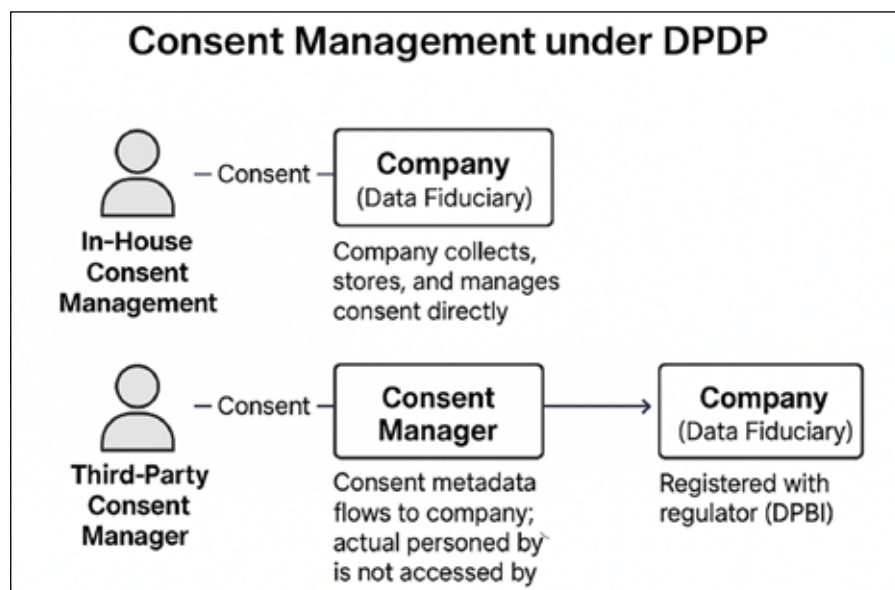 Consent Management under DPDP
Consent
Company
(Data Fiduciary)
In-House
Consent
Management
Company collects,
stores, and manages
consent directly
Consent
Consent
Manager
Company
(Data Fiduciary)
Third-Party
Consent
Manager
Consent metadata
flows to company;
actual personed by
is not accessed by
Registered with
regulator (DPBI)